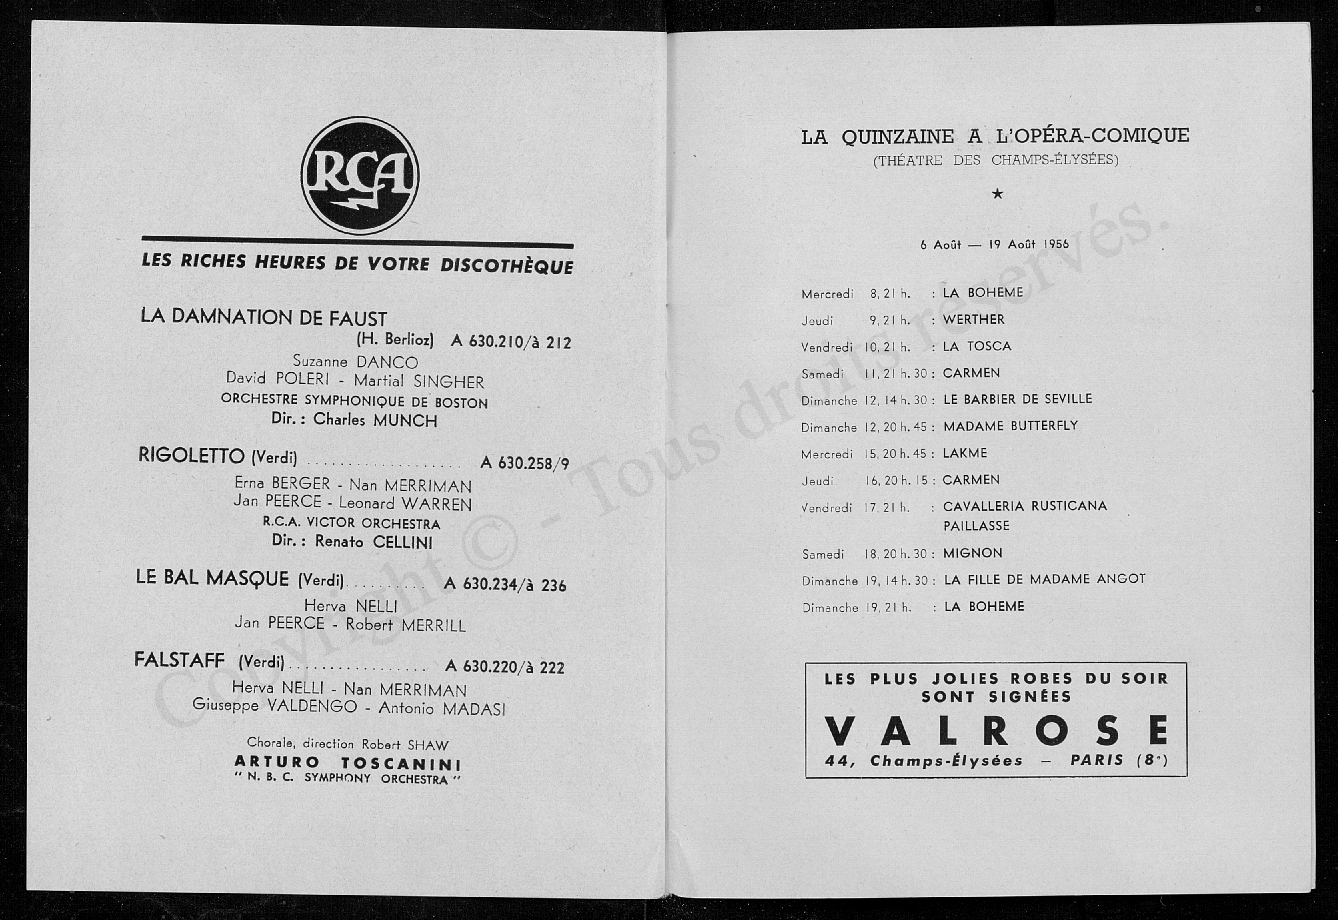 RCA
LES RICHES HEURES DE VOTRE DISCOTHÈQUE
LA DAMNATION DE FAUST
(H. Berlioz) A 630.210/à 212
Suzanne DANCO
David POLERI - Martial SINGHER
ORCHESTRE SYMPHONIQUE DE BOSTON
Dir. : Charles MUNCH
RIGOLETTO (Verdi) ................... A 630.258/9
Erna BERGER - Nan MERRIMAN
Jan PEERCE - Leonard WARREN
R.C.A. VICTOR ORCHESTRA
Dir. : Renato CELLINI
LE BAL MASQUE (Verdi).......... A 630.234/à 236
Herva NELLI
Jan PEERCE - Robert MERRILL
FALSTAFF (Verdi)................. A 630.220/à 222
Herva NELLI - Nan MERRIMAN
Giuseppe VALDENGO - Antonio MADASI
Chorale, direction Robert SHAW
ARTURO TOSCANINI
" N. B. C. SYMPHONY ORCHESTRA "
LA QUINZAINE A L'OPÉRA-COMIQUE
(THÉATRE DES CHAMPS-ÉLYSÉES)
★
6 Août — 19 Août 1956
Mercredi 8, 21 h. : LA BOHEME
Jeudi 9, 21 h. : WERTHER
Vendredi 10, 21 h. : LA TOSCA
Samedi 11, 21 h. 30 : CARMEN
Dimanche 12, 14 h. 30 : LE BARBIER DE SEVILLE
Dimanche 12, 20 h. 45 : MADAME BUTTERFLY
Mercredi 15, 20 h. 45 : LAKME
Jeudi 16, 20 h. 15 : CARMEN
Vendredi 17, 21 h. : CAVALLERIA RUSTICANA
PAILLASSE
Samedi 18, 20 h. 30 : MIGNON
Dimanche 19, 14 h. 30 : LA FILLE DE MADAME ANGOT
Dimanche 19, 21 h. : LA BOHEME
LES PLUS JOLIES ROBES DU SOIR
SONT SIGNÉES
VALROSE
44, Champs-Élysées — PARIS (8e)
Copyright © - Tous droits réservés.